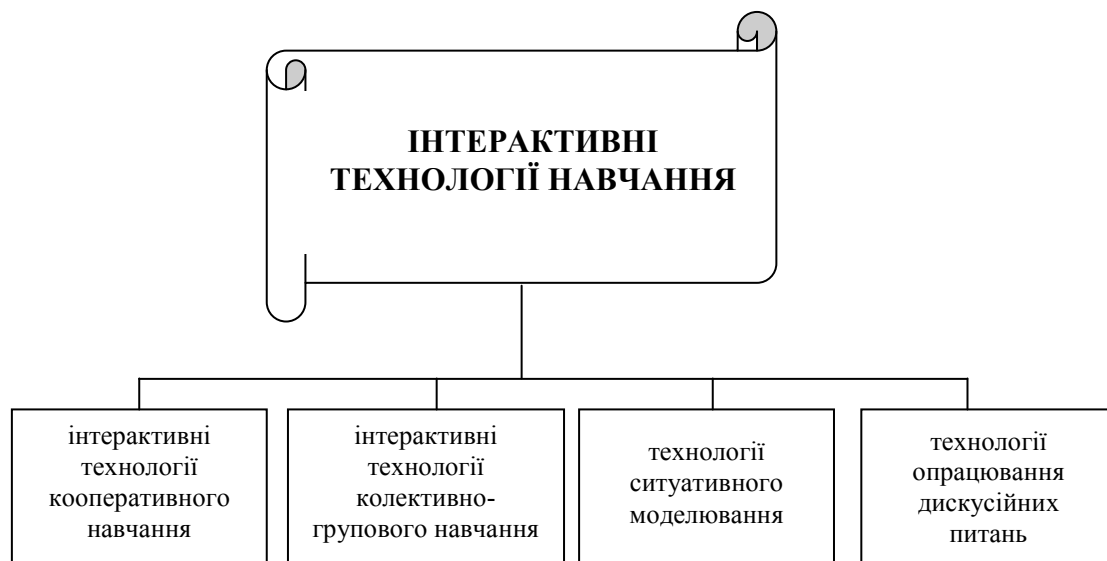 ІНТЕРАКТИВНІ
ТЕХНОЛОГІЇ НАВЧАННЯ
інтерактивні
технології
кооперативного
навчання
інтерактивні
технології
колективно-
групового навчання
технології
ситуативного
моделювання
технології
опрацювання
дискусійних
питань